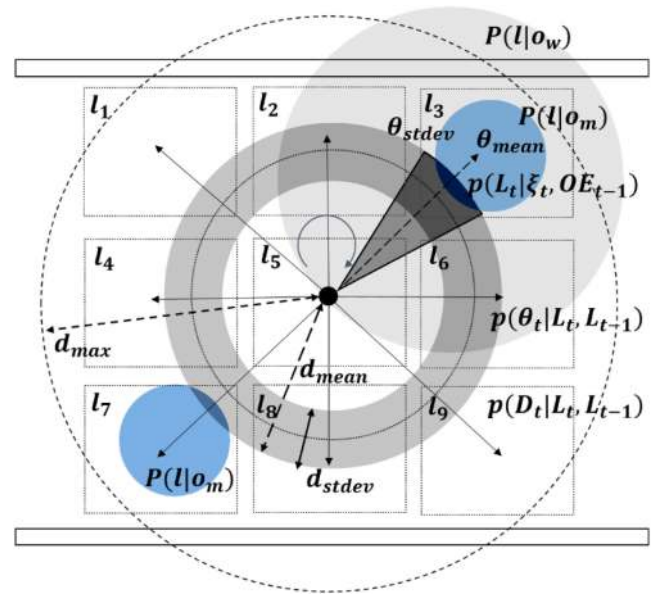 P(l|o_w)
l_1
l_2
l_3
P(l|o_m)
θ_stdev
θ_mean
p(L_t|ξ_t, OE_{t-1})
l_4
l_5
l_6
p(θ_t|L_t, L_{t-1})
d_max
d_mean
l_7
l_8
l_9
p(D_t|L_t, L_{t-1})
P(l|o_m)
d_stdev